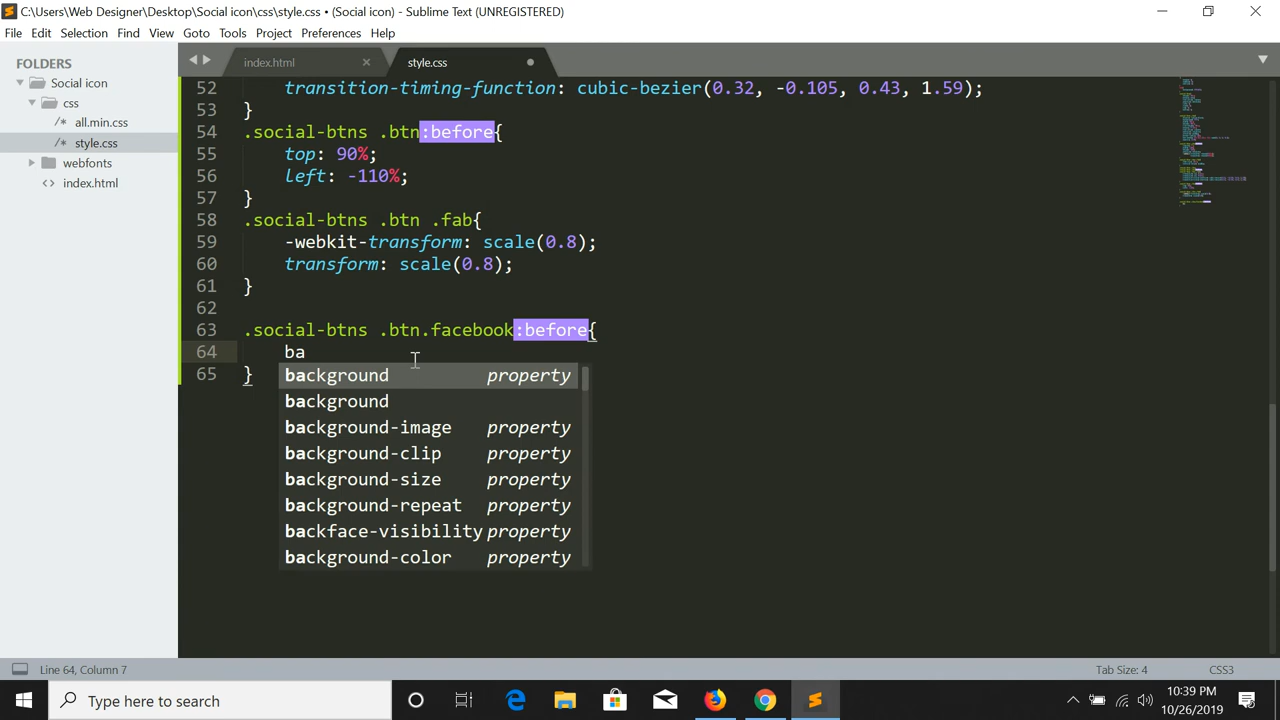 C:\Users\Web Designer\Desktop\Social icon\css\style.css • (Social icon) - Sublime Text (UNREGISTERED)
File Edit Selection Find View Goto Tools Project Preferences Help
FOLDERS
Social icon
css
/* all.min.css
/* style.css
webfonts
<> index.html
index.html × style.css
52 transition-timing-function: cubic-bezier(0.32, -0.105, 0.43, 1.59);
53 }
54 .social-btns .btn:before{
55 top: 90%;
56 left: -110%;
57 }
58 .social-btns .btn .fab{
59 -webkit-transform: scale(0.8);
60 transform: scale(0.8);
61 }
62
63 .social-btns .btn.facebook:before{
64 ba
65 }
background property
background
background-image property
background-clip property
background-size property
background-repeat property
backface-visibility property
background-color property
Line 64, Column 7 Tab Size: 4 CSS3
Type here to search
10:39 PM
10/26/2019